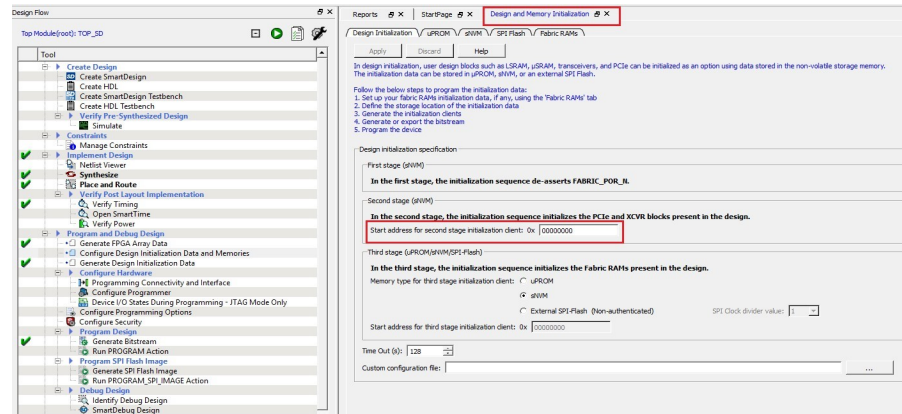 Design Flow
Top Module(root): TOP_SD
Tool
Create Design
Create SmartDesign
Create HDL
Create SmartDesign Testbench
Create HDL Testbench
Verify Pre-Synthesized Design
Simulate
Constraints
Manage Constraints
Implement Design
Netlist Viewer
Synthesize
Place and Route
Verify Post Layout Implementation
Verify Timing
Open SmartTime
Verify Power
Program and Debug Design
Generate FPGA Array Data
Configure Design Initialization Data and Memories
Generate Design Initialization Data
Configure Hardware
Programming Connectivity and Interface
Configure Programmer
Device I/O States During Programming - JTAG Mode Only
Configure Programming Options
Configure Security
Program Design
Generate Bitstream
Run PROGRAM Action
Program SPI Flash Image
Generate SPI Flash Image
Run PROGRAM_SPI_IMAGE Action
Debug Design
Identify Debug Design
SmartDebug Design
Reports StartPage Design and Memory Initialization
Design Initialization uPROM sNVM SPI Flash Fabric RAMs
Apply Discard Help
In design initialization, user design blocks such as LSRAM, µSRAM, transceivers, and PCIe can be initialized as an option using data stored in the non-volatile storage memory.
The initialization data can be stored in µPROM, sNVM, or an external SPI Flash.
Follow the below steps to program the initialization data:
1. Set up your fabric RAMs initialization data, if any, using the 'Fabric RAMs' tab
2. Define the storage location of the initialization data
3. Generate the initialization clients
4. Generate or export the bitstream
5. Program the device
Design initialization specification
First stage (sNVM)
In the first stage, the initialization sequence de-asserts FABRIC_POR_N.
Second stage (sNVM)
In the second stage, the initialization sequence initializes the PCIe and XCVR blocks present in the design.
Start address for second stage initialization client: 0x 00000000
Third stage (uPROM/sNVM/SPI-Flash)
In the third stage, the initialization sequence initializes the Fabric RAMs present in the design.
Memory type for third stage initialization client: uPROM
sNVM
External SPI-Flash (Non-authenticated) SPI Clock divider value: 1
Start address for third stage initialization client: 0x 00000000
Time Out (s): 128
Custom configuration file: ...